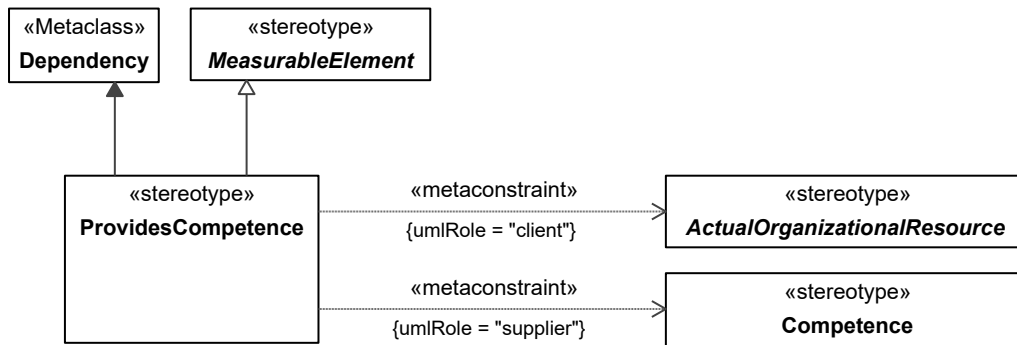 «Metaclass»
Dependency
«stereotype»
MeasurableElement
«stereotype»
ProvidesCompetence
«metaconstraint»
{umlRole = "client"}
«stereotype»
ActualOrganizationalResource
«metaconstraint»
{umlRole = "supplier"}
«stereotype»
Competence